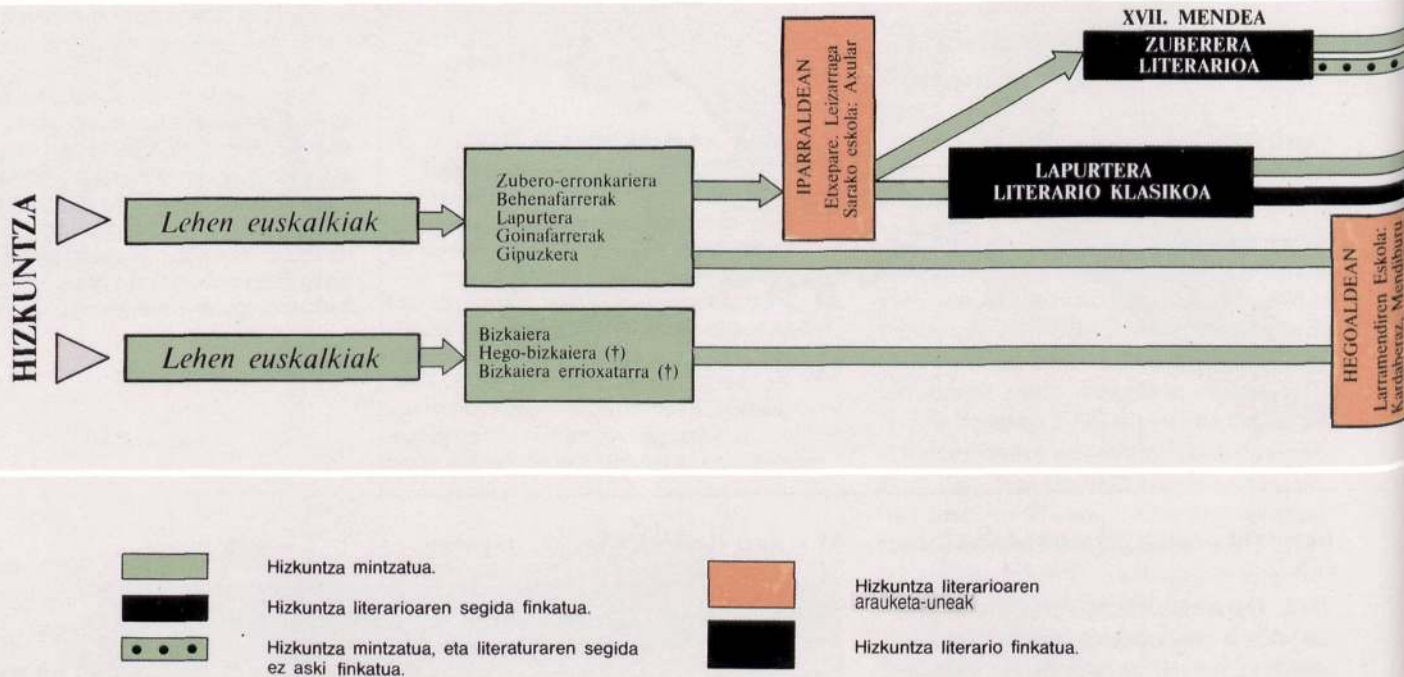 HIZKUNTZA
Lehen euskalkiak
Zubero-erronkariera
Behenafarrerak
Lapurtera
Goinafarrerak
Gipuzkera
Lehen euskalkiak
Bizkaiera
Hego-bizkaiera (†)
Bizkaiera errioxatarra (†)
IPARRALDEAN
Etxepare. Leizarraga
Sarako eskola: Axular
XVII. MENDEA
ZUBERERA
LITERARIOA
LAPURTERA
LITERARIO KLASIKOA
HEGOALDEAN
Larramendiren Eskola:
Kardaberaz, Mendiburu
Hizkuntza mintzatua.
Hizkuntza literarioaren segida finkatua.
Hizkuntza mintzatua, eta literaturaren segida
ez aski finkatua.
Hizkuntza literarioaren
arauketa-uneak
Hizkuntza literario finkatua.